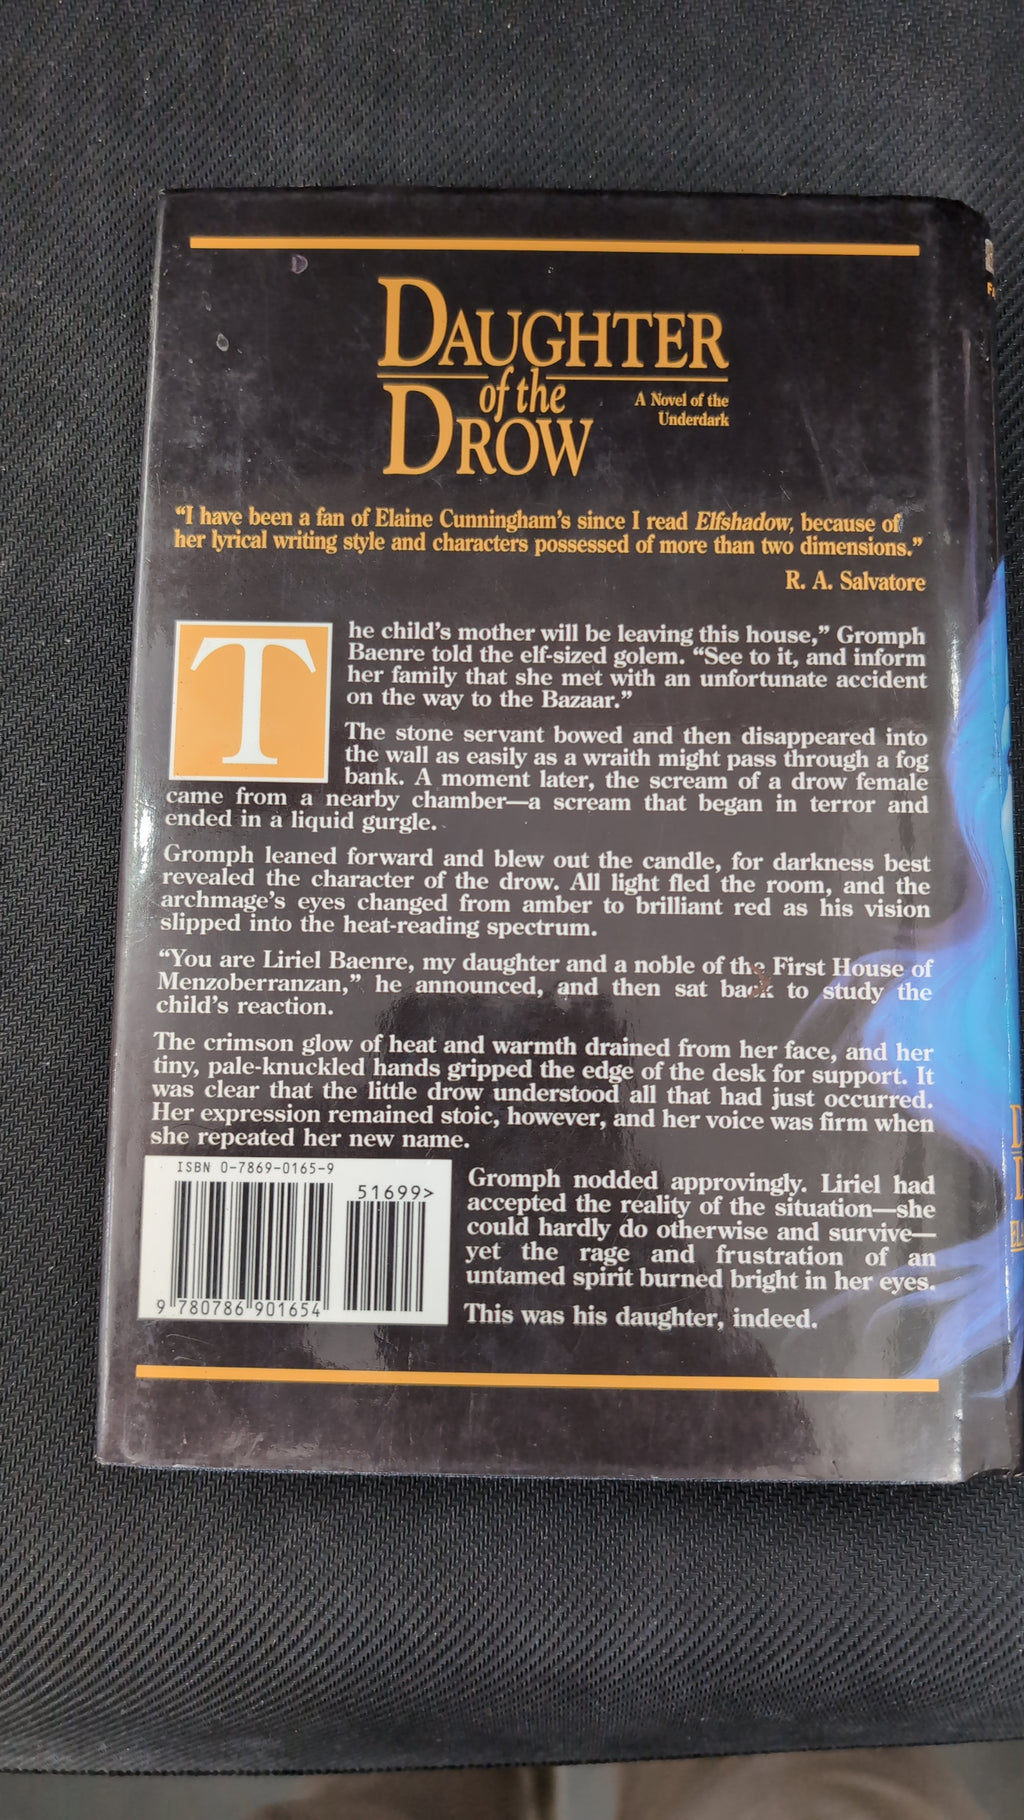 DAUGHTER
of the
DROW
A Novel of the
Underdark
“I have been a fan of Elaine Cunningham’s since I read Elfshadow, because of
her lyrical writing style and characters possessed of more than two dimensions.”
R. A. Salvatore
The child’s mother will be leaving this house,” Gromph
Baenre told the elf-sized golem. “See to it, and inform
her family that she met with an unfortunate accident
on the way to the Bazaar.”
The stone servant bowed and then disappeared into
the wall as easily as a wraith might pass through a fog
bank. A moment later, the scream of a drow female
came from a nearby chamber—a scream that began in terror and
ended in a liquid gurgle.
Gromph leaned forward and blew out the candle, for darkness best
revealed the character of the drow. All light fled the room, and the
archmage’s eyes changed from amber to brilliant red as his vision
slipped into the heat-reading spectrum.
“You are Liriel Baenre, my daughter and a noble of the First House of
Menzoberranzan,” he announced, and then sat back to study the
child’s reaction.
The crimson glow of heat and warmth drained from her face, and her
tiny, pale-knuckled hands gripped the edge of the desk for support. It
was clear that the little drow understood all that had just occurred.
Her expression remained stoic, however, and her voice was firm when
she repeated her new name.
ISBN 0-7869-0165-9
51699>
9 780786 901654
Gromph nodded approvingly. Liriel had
accepted the reality of the situation—she
could hardly do otherwise and survive—
yet the rage and frustration of an
untamed spirit burned bright in her eyes.
This was his daughter, indeed.